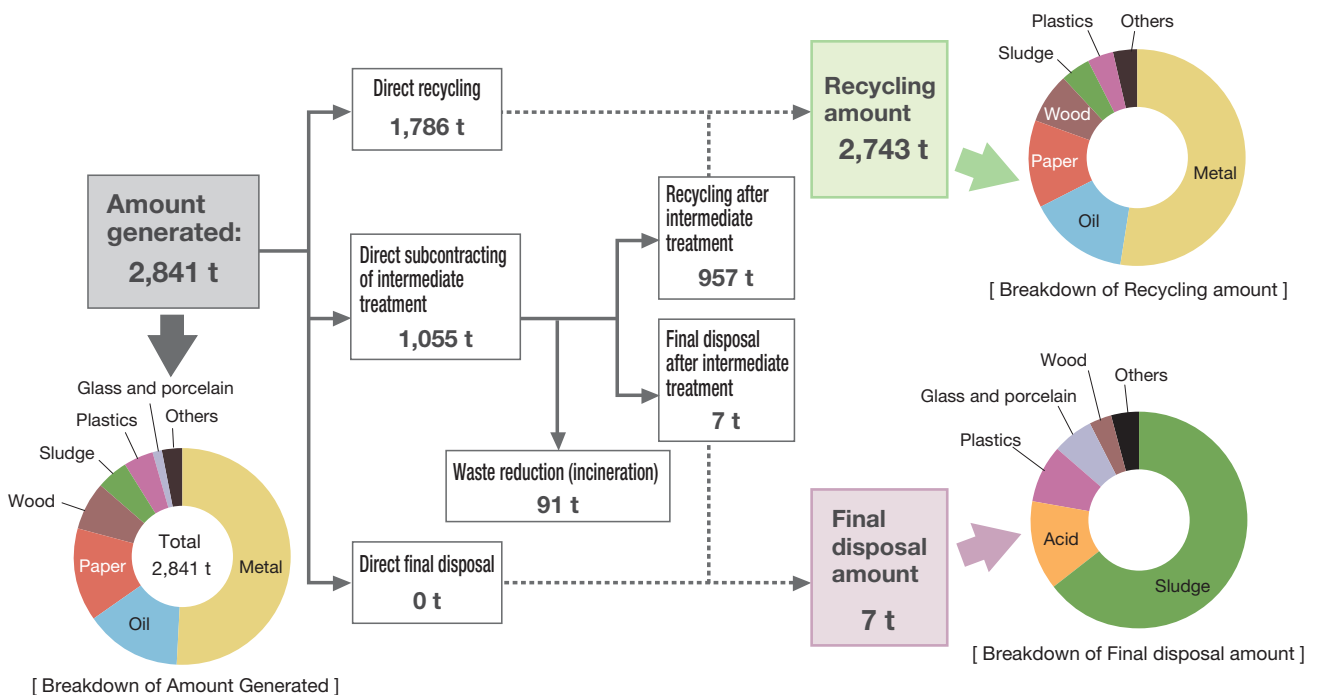 Amount
generated:
2,841 t
Glass and porcelain
Plastics
Others
Sludge
Wood
Paper
Oil
Metal
Total
2,841 t
[ Breakdown of Amount Generated ]
Direct recycling
1,786 t
Direct subcontracting
of intermediate
treatment
1,055 t
Waste reduction (incineration)
91 t
Direct final disposal
0 t
Recycling after
intermediate
treatment
957 t
Final disposal
after intermediate
treatment
7 t
Recycling
amount
2,743 t
Plastics
Others
Sludge
Wood
Paper
Oil
Metal
[ Breakdown of Recycling amount ]
Final
disposal
amount
7 t
Wood
Others
Glass and porcelain
Plastics
Acid
Sludge
[ Breakdown of Final disposal amount ]